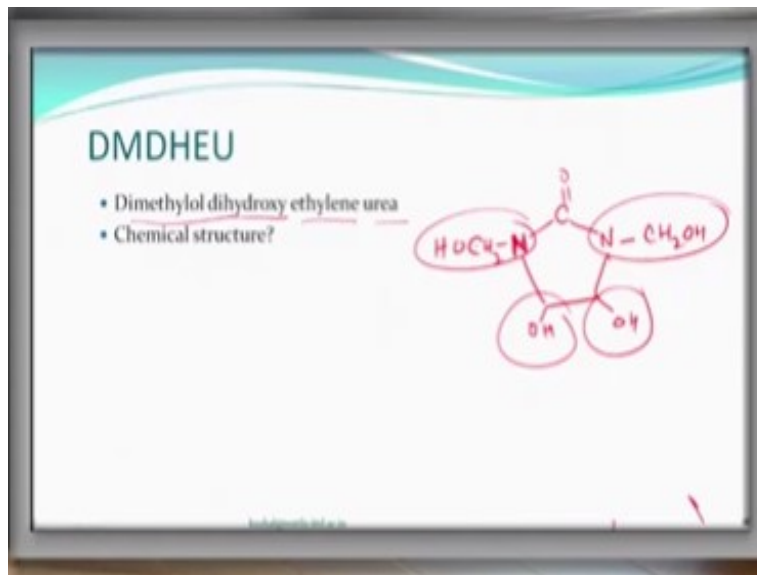 DMDHEU
• Dimethylol dihydroxy ethylene urea
• Chemical structure?
O
C
HOCH2-N
N-CH2OH
OH
OH